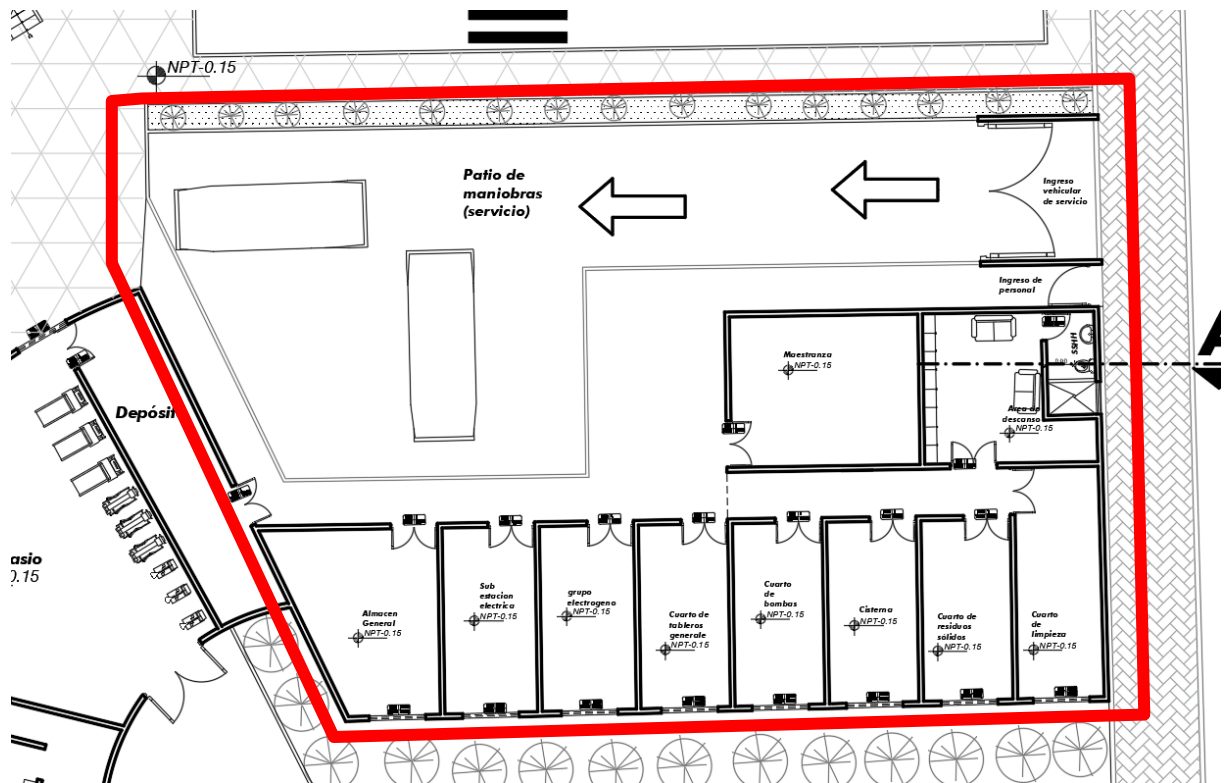 NPT-0.15
Patio de
maniobras
(servicio)
Ingreso
vehicular
de servicio
Ingreso de
personal
Maestranza
NPT-0.15
SSHH
Area de
descanso
NPT-0.15
A
Depósit
asio
0.15
Almacen
General
NPT-0.15
Sub
estacion
electrica
NPT-0.15
grupo
electrogeno
NPT-0.15
Cuarto de
tableros
generale
NPT-0.15
Cuarto
de
bombas
NPT-0.15
Cisterna
NPT-0.15
Cuarto de
residuos
sólidos
NPT-0.15
Cuarto
de
limpieza
NPT-0.15